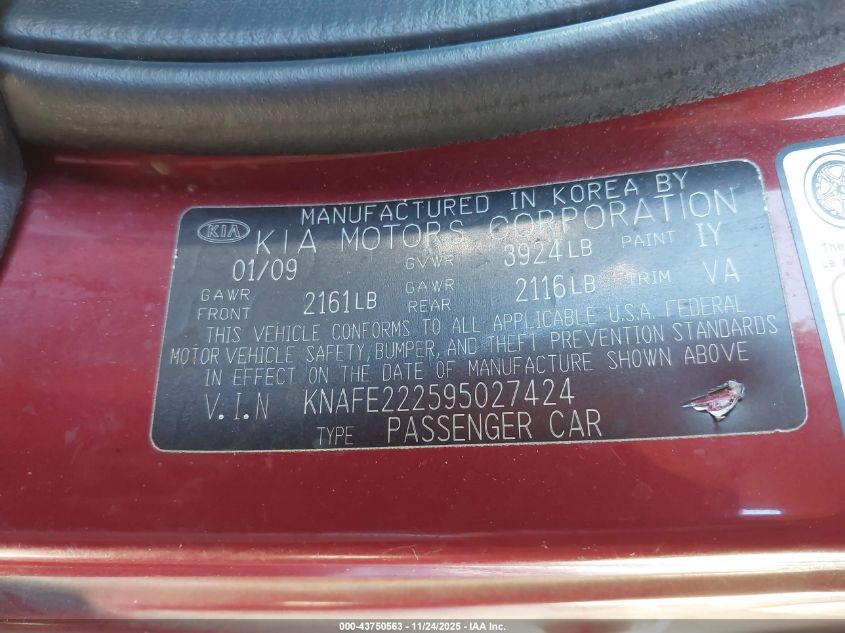 MANUFACTURED IN KOREA BY
KIA KIA MOTORS CORPORATION
01/09 GVWR 3924LB PAINT IY
GAWR FRONT 2161LB GAWR REAR 2116LB TRIM VA
THIS VEHICLE CONFORMS TO ALL APPLICABLE U.S.A. FEDERAL
MOTOR VEHICLE SAFETY, BUMPER, AND THEFT PREVENTION STANDARDS
IN EFFECT ON THE DATE OF MANUFACTURE SHOWN ABOVE
V.I.N KNAFE222595027424
TYPE PASSENGER CAR
The
Le p
000-43750563 - 11/24/2025 - IAA Inc.